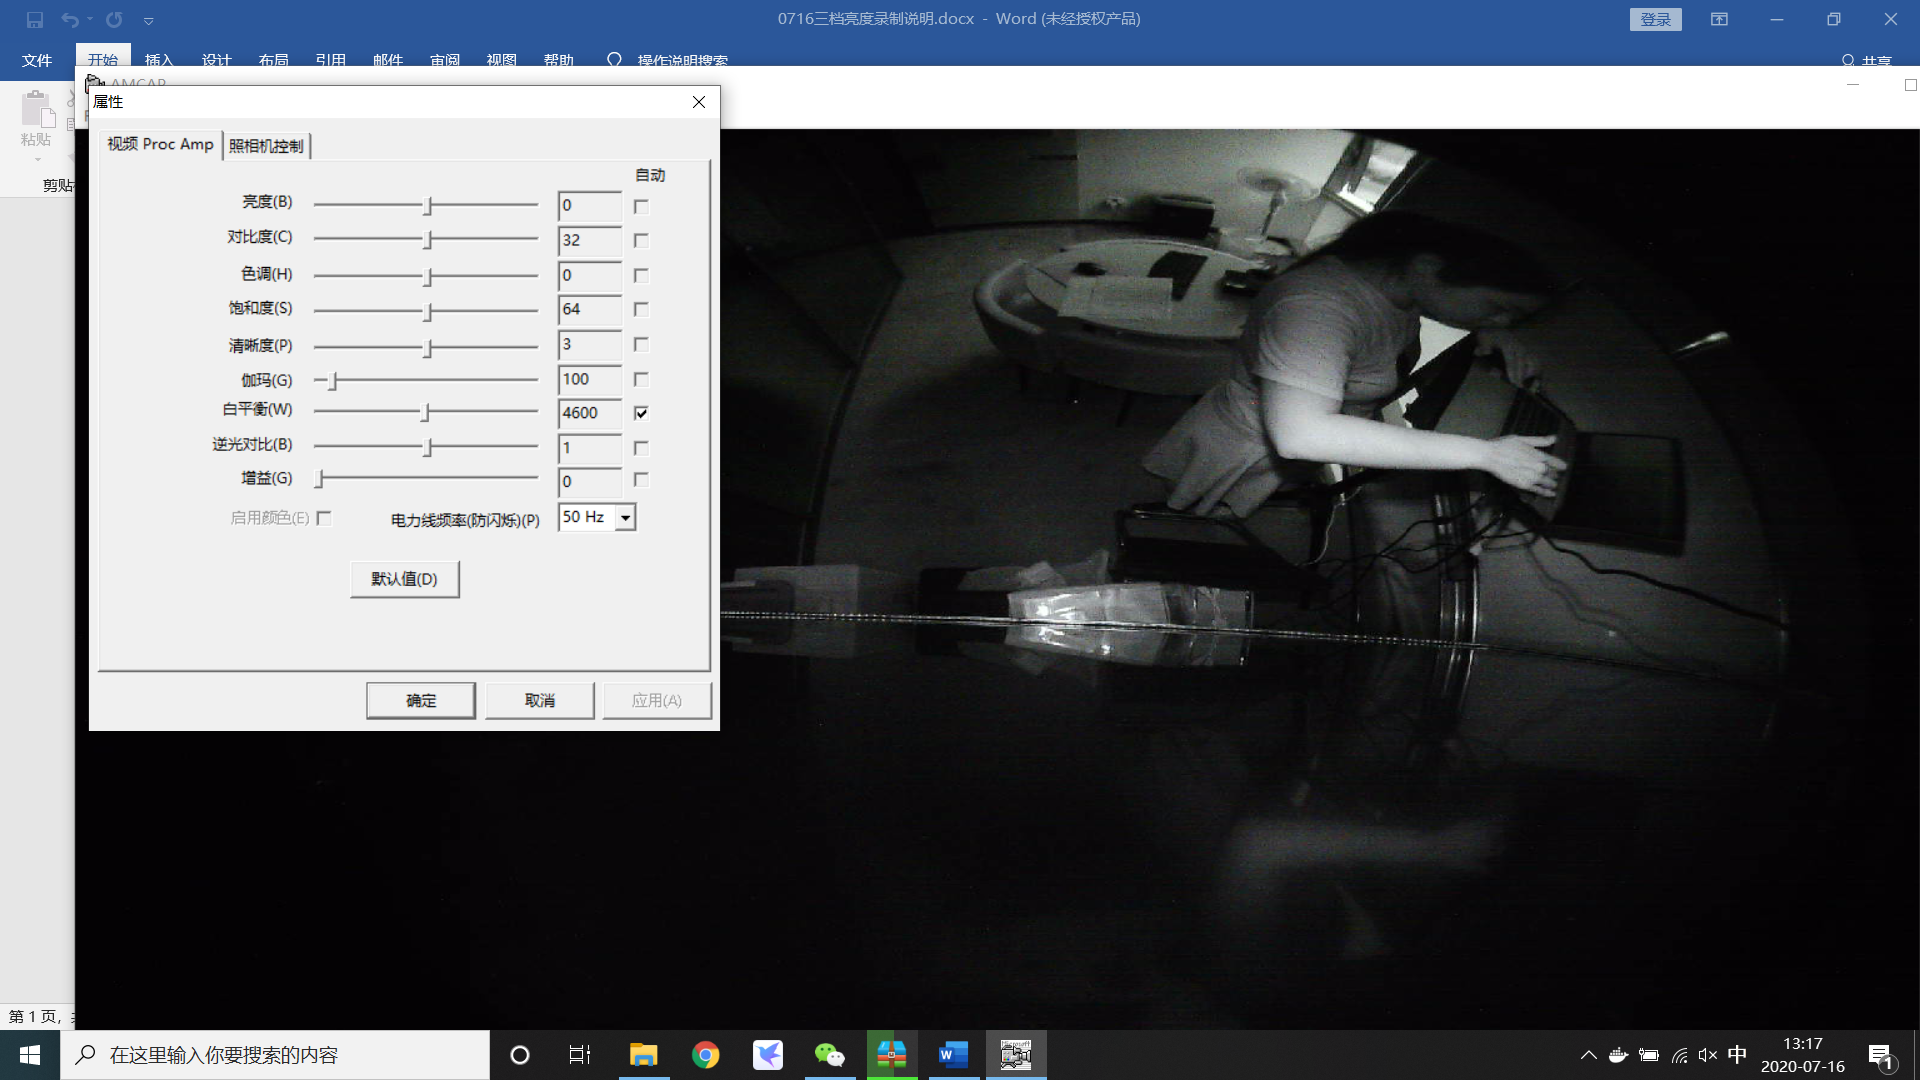 0716三档亮度录制说明.docx - Word (未经授权产品)
登录
文件 开始 插入 设计 布局 引用 邮件 审阅 视图 帮助 操作说明搜索 共享
AMCAP
粘贴
剪贴
属性
视频 Proc Amp 照相机控制
自动
亮度(B) 0
对比度(C) 32
色调(H) 0
饱和度(S) 64
清晰度(P) 3
伽玛(G) 100
白平衡(W) 4600
逆光对比(B) 1
增益(G) 0
启用颜色(E) 电力线频率(防闪烁)(P) 50 Hz
默认值(D)
确定 取消 应用(A)
第 1 页,
在这里输入你要搜索的内容
中
13:17
2020-07-16
1